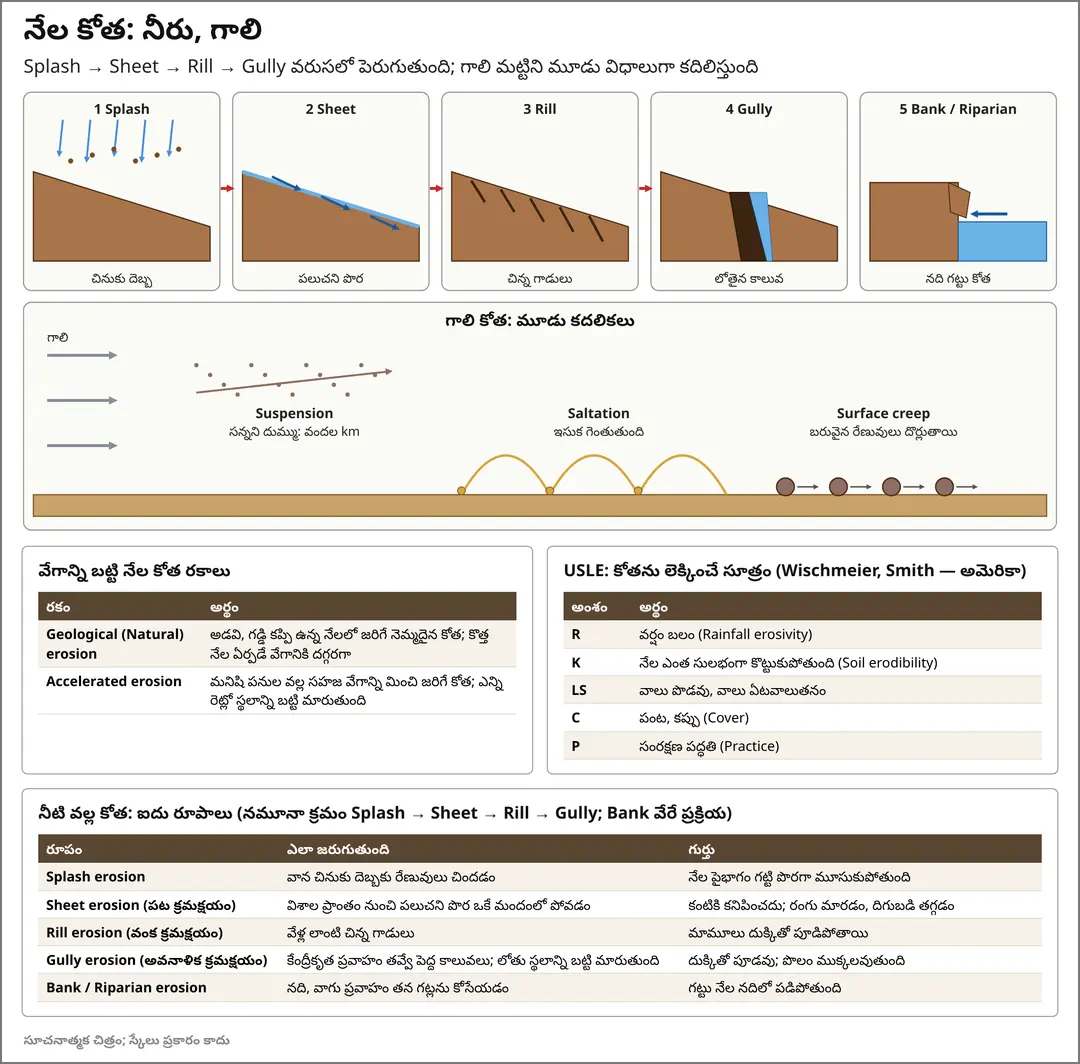 నేల కోత: నీరు, గాలి
Splash → Sheet → Rill → Gully వరుసలో పెరుగుతుంది; గాలి మట్టిని మూడు విధాలుగా కదిలిస్తుంది
1 Splash
చినుకు దెబ్బ
2 Sheet
పలుచని పొర
3 Rill
చిన్న గాడులు
4 Gully
లోతైన కాలువ
5 Bank / Riparian
నది గట్టు కోత
గాలి కోత: మూడు కదలికలు
గాలి
Suspension
సన్నని దుమ్ము: వందల km
Saltation
ఇసుక గెంతుతుంది
Surface creep
బరువైన రేణువులు దొర్లుతాయి
వేగాన్ని బట్టి నేల కోత రకాలు
రకం అర్థం
Geological (Natural) erosion అడవి, గడ్డి కప్పి ఉన్న నేలలో జరిగే నెమ్మదైన కోత; కొత్త
నేల ఏర్పడే వేగానికి దగ్గరగా
Accelerated erosion మనిషి పనుల వల్ల సహజ వేగాన్ని మించి జరిగే కోత; ఎన్ని
రెట్లో స్థలాన్ని బట్టి మారుతుంది
USLE: కోతను లెక్కించే సూత్రం (Wischmeier, Smith — అమెరికా)
అంశం అర్థం
R వర్షం బలం (Rainfall erosivity)
K నేల ఎంత సులభంగా కొట్టుకుపోతుంది (Soil erodibility)
LS వాలు పొడవు, వాలు ఏటవాలుతనం
C పంట, కప్పు (Cover)
P సంరక్షణ పద్ధతి (Practice)
నీటి వల్ల కోత: ఐదు రూపాలు (నమూనా క్రమం Splash → Sheet → Rill → Gully; Bank వేరే ప్రక్రియ)
రూపం ఎలా జరుగుతుంది గుర్తు
Splash erosion వాన చినుకు దెబ్బకు రేణువులు చిందడం నేల పైభాగం గట్టి పొరగా మూసుకుపోతుంది
Sheet erosion (పట క్రమక్షయం) విశాల ప్రాంతం నుంచి పలుచని పొర ఒకే మందంలో పోవడం కంటికి కనిపించదు; రంగు మారడం, దిగుబడి తగ్గడం
Rill erosion (వంక క్రమక్షయం) వేళ్ల లాంటి చిన్న గాడులు మామూలు దుక్కితో పూడిపోతాయి
Gully erosion (అవనాళిక క్రమక్షయం) కేంద్రీకృత ప్రవాహం తవ్వే పెద్ద కాలువలు; లోతు స్థలాన్ని బట్టి మారుతుంది దుక్కితో పూడవు; పొలం ముక్కలవుతుంది
Bank / Riparian erosion నది, వాగు ప్రవాహం తన గట్లను కోసేయడం గట్టు నేల నదిలో పడిపోతుంది
సూచనాత్మక చిత్రం; స్కేలు ప్రకారం కాదు